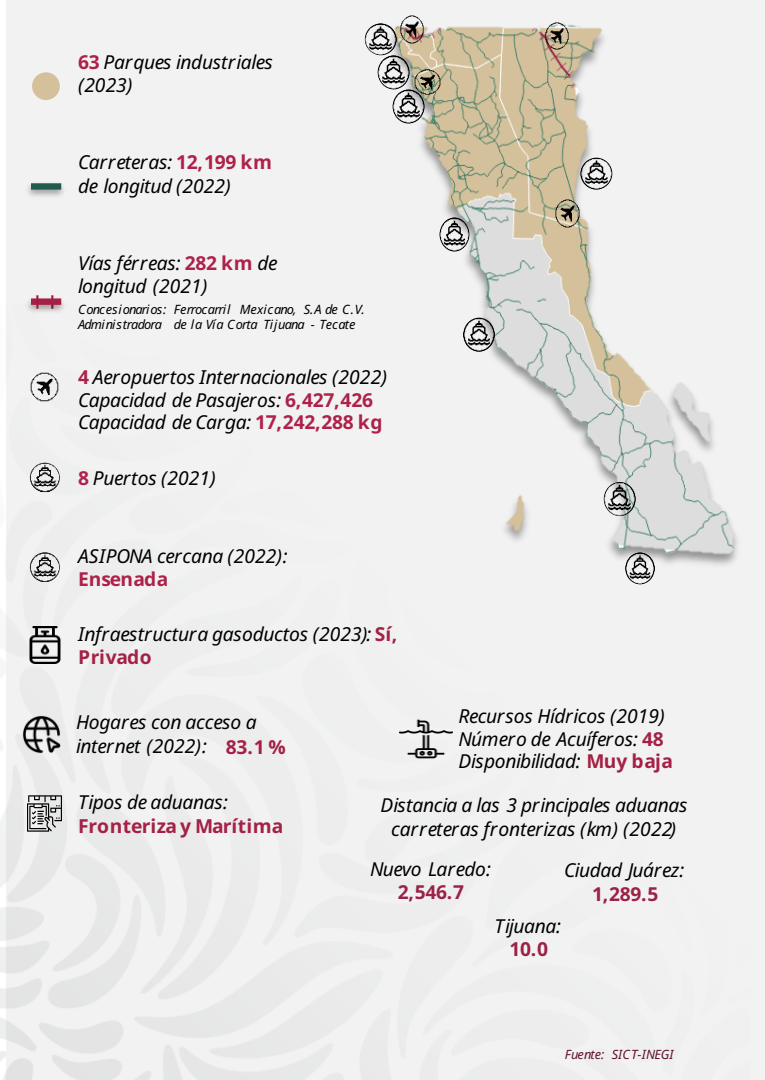 63 Parques industriales
(2023)
Carreteras: 12,199 km
de longitud (2022)
Vías férreas: 282 km de
longitud (2021)
Concesionarios: Ferrocarril Mexicano, S.A de C.V.
Administradora de la Vía Corta Tijuana - Tecate
4 Aeropuertos Internacionales (2022)
Capacidad de Pasajeros: 6,427,426
Capacidad de Carga: 17,242,288 kg
8 Puertos (2021)
ASIPONA cercana (2022):
Ensenada
Infraestructura gasoductos (2023): Sí,
Privado
Hogares con acceso a
internet (2022): 83.1 %
Tipos de aduanas:
Fronteriza y Marítima
Recursos Hídricos (2019)
Número de Acuíferos: 48
Disponibilidad: Muy baja
Distancia a las 3 principales aduanas
carreteras fronterizas (km) (2022)
Nuevo Laredo:
2,546.7
Ciudad Juárez:
1,289.5
Tijuana:
10.0
Fuente: SICT-INEGI